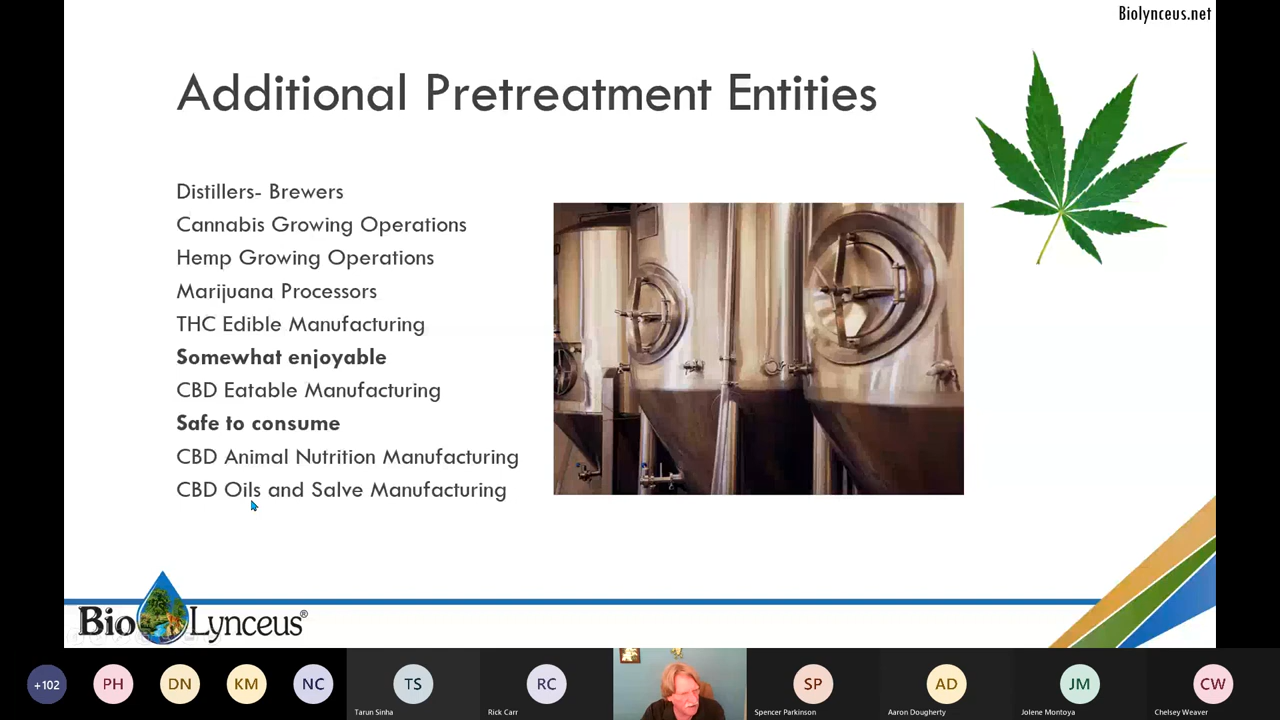 Biolynceus.net
Additional Pretreatment Entities
Distillers- Brewers
Cannabis Growing Operations
Hemp Growing Operations
Marijuana Processors
THC Edible Manufacturing
Somewhat enjoyable
CBD Eatable Manufacturing
Safe to consume
CBD Animal Nutrition Manufacturing
CBD Oils and Salve Manufacturing
Bio Lynceus®
+102
PH
DN
KM
NC
TS
RC
SP
AD
JM
CW
Tarun Sinha
Rick Carr
Spencer Parkinson
Aaron Dougherty
Jolene Montoya
Chelsey Weaver